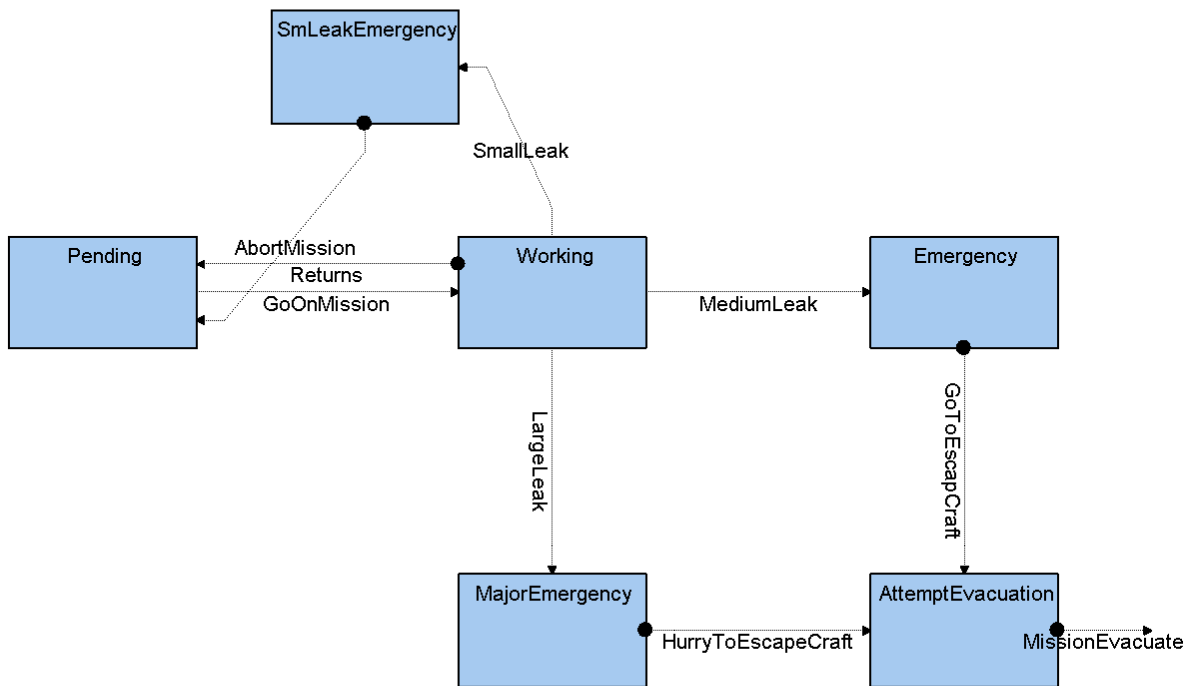 SmLeakEmergency
SmallLeak
Pending
AbortMission
Returns
GoOnMission
Working
MediumLeak
Emergency
LargeLeak
GoToEscapCraft
MajorEmergency
HurryToEscapeCraft
AttemptEvacuation
MissionEvacuate